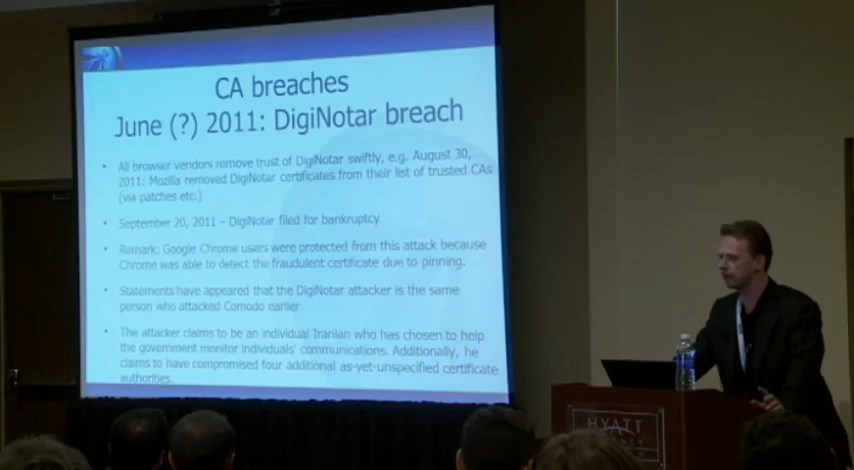 CA breaches
June (?) 2011: DigiNotar breach
• All browser vendors remove trust of DigiNotar swiftly, e.g. August 30,
2011: Mozilla removed DigiNotar certificates from their list of trusted CAs
(via patches etc.)
• September 20, 2011 – DigiNotar filed for bankruptcy
• Remark: Google Chrome users were protected from this attack because
Chrome was able to detect the fraudulent certificate due to pinning.
• Statements have appeared that the DigiNotar attacker is the same
person who attacked Comodo earlier
• The attacker claims to be an individual Iranian who has chosen to help
the government monitor individuals' communications. Additionally, he
claims to have compromised four additional as-yet-unspecified certificate
authorities.
HYATT